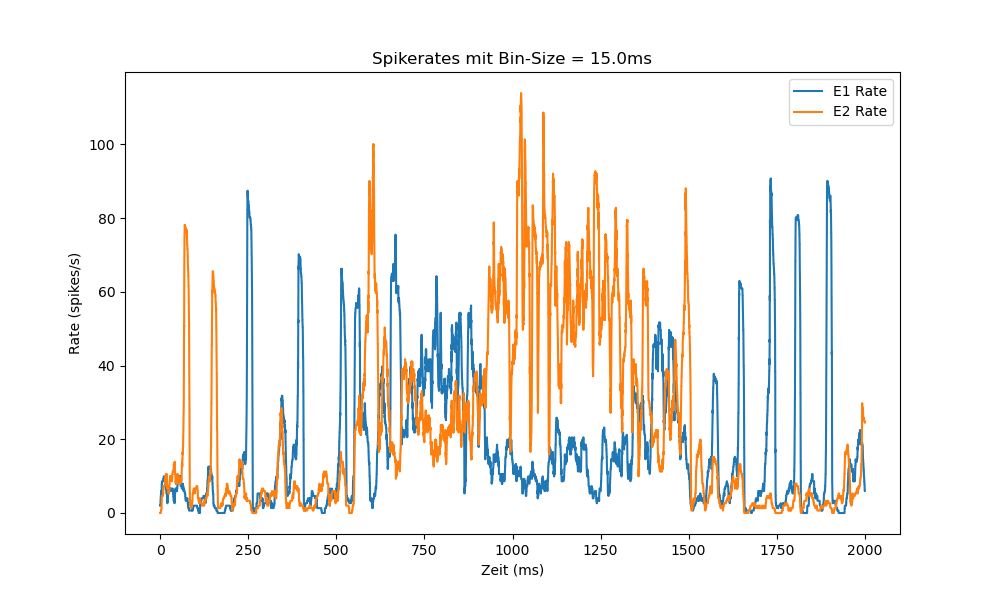 Spikerates mit Bin-Size = 15.0ms
E1 Rate
E2 Rate
100
80
60
40
20
0
Rate (spikes/s)
0 250 500 750 1000 1250 1500 1750 2000
Zeit (ms)